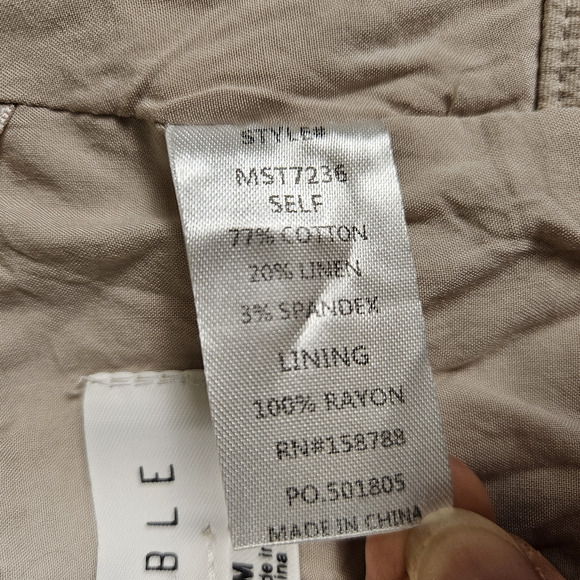 STYLE#
MST7236
SELF
77% COTTON
20% LINEN
3% SPANDEX
LINING
100% RAYON
RN#158788
PO.501805
MADE IN CHINA
BLE
M